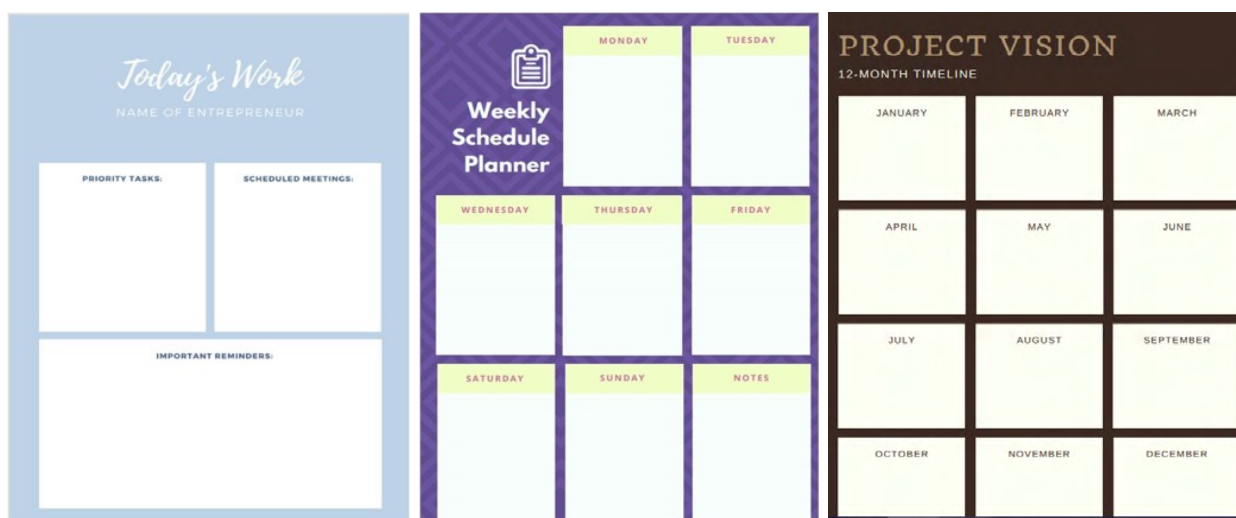 Today's Work
NAME OF ENTREPRENEUR
PRIORITY TASKS:
SCHEDULED MEETINGS:
IMPORTANT REMINDERS:
Weekly
Schedule
Planner
MONDAY
TUESDAY
WEDNESDAY
THURSDAY
FRIDAY
SATURDAY
SUNDAY
NOTES
PROJECT VISION
12-MONTH TIMELINE
JANUARY
FEBRUARY
MARCH
APRIL
MAY
JUNE
JULY
AUGUST
SEPTEMBER
OCTOBER
NOVEMBER
DECEMBER